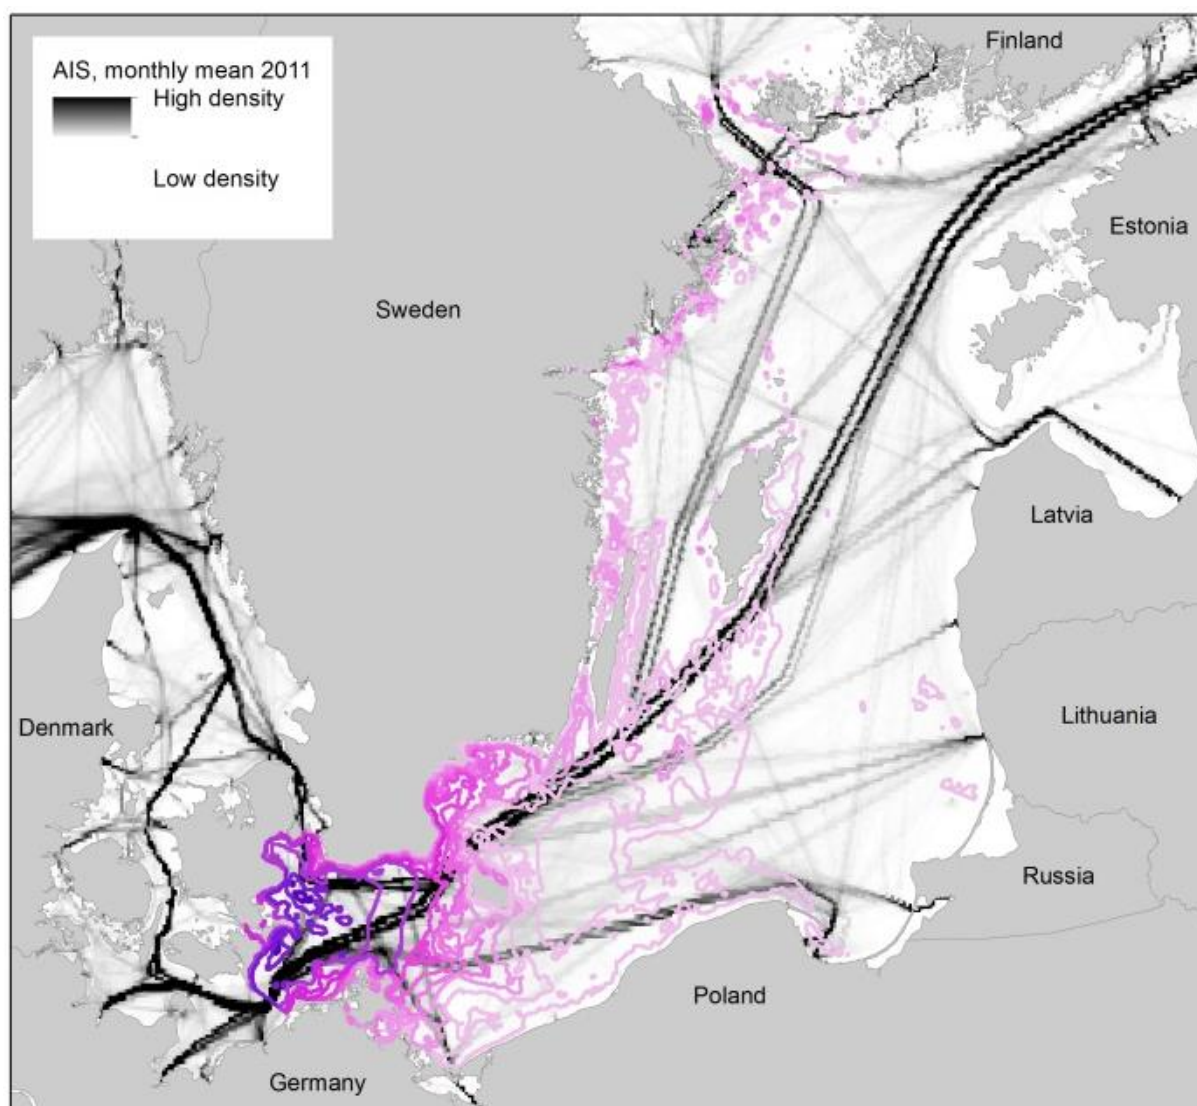 Finland
AIS, monthly mean 2011
High density
Low density
Estonia
Sweden
Latvia
Lithuania
Denmark
Russia
Poland
Germany